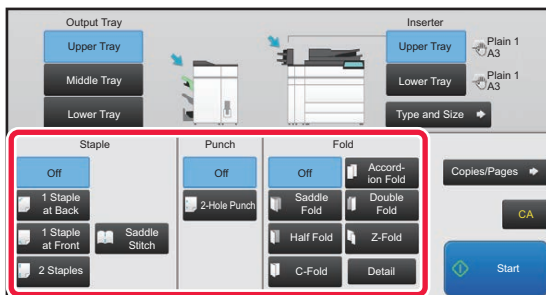 Output Tray
Inserter
Upper Tray
Upper Tray
Plain 1
A3
Middle Tray
Lower Tray
Plain 1
A3
Lower Tray
Type and Size
Staple
Punch
Fold
Off
Off
Off
Accord-
ion Fold
Copies/Pages
1 Staple
at Back
2-Hole Punch
Saddle
Fold
Double
Fold
CA
1 Staple
at Front
Saddle
Stitch
Half Fold
Z-Fold
2 Staples
C-Fold
Detail
Start